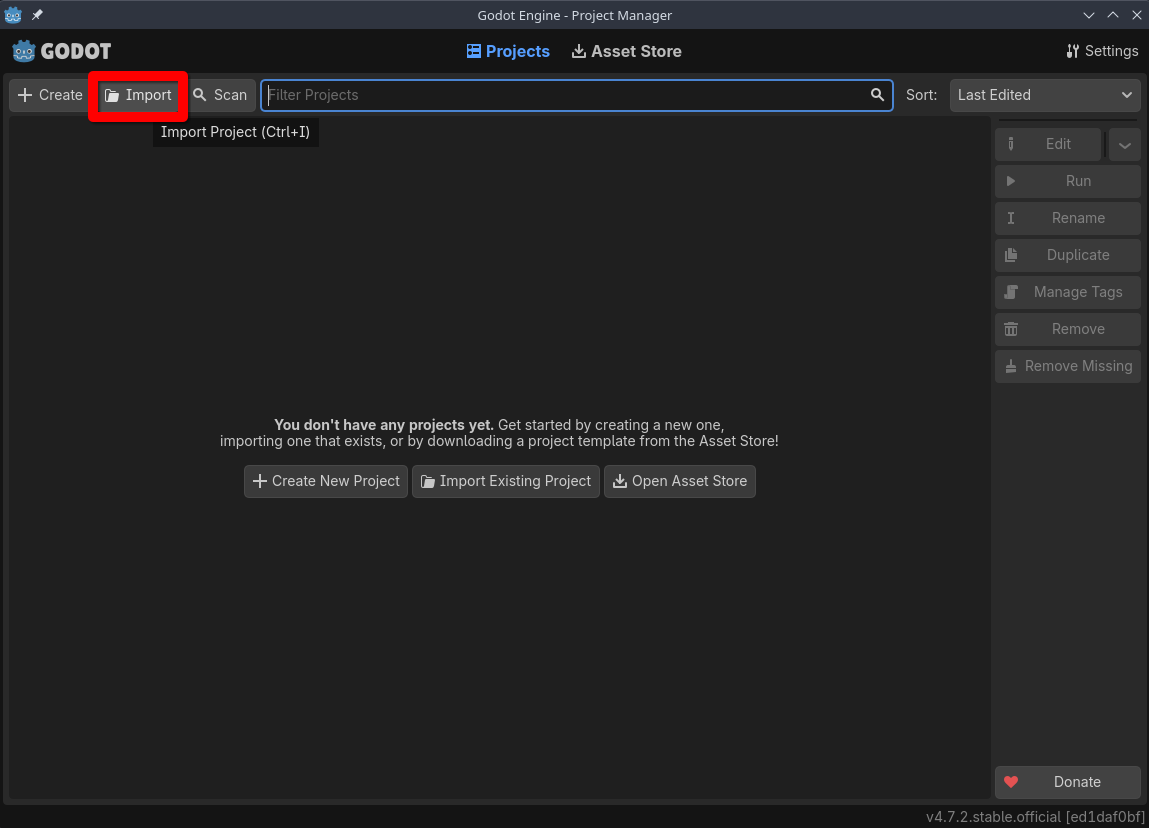 Godot Engine - Project Manager
GODOT
Projects
Asset Store
Settings
Create
Import
Scan
Filter Projects
Sort:
Last Edited
Import Project (Ctrl+I)
Edit
Run
Rename
Duplicate
Manage Tags
Remove
Remove Missing
You don't have any projects yet. Get started by creating a new one,
importing one that exists, or by downloading a project template from the Asset Store!
Create New Project
Import Existing Project
Open Asset Store
Donate
v4.7.2.stable.official [ed1daf0bf]